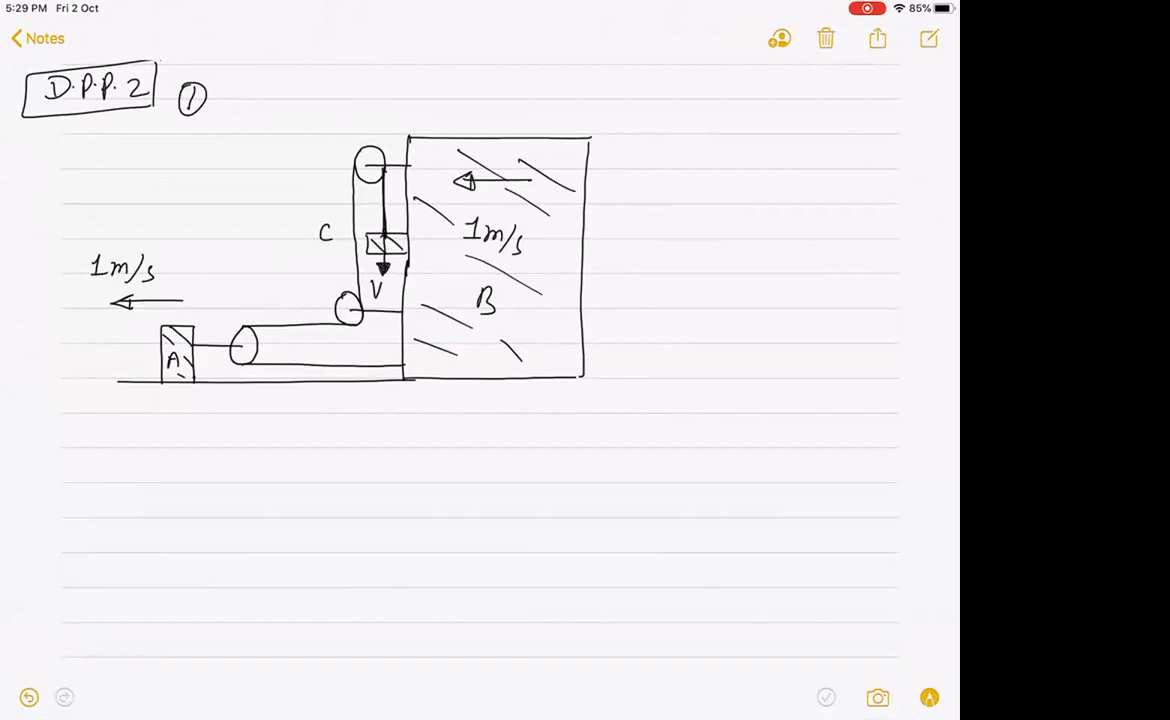 5:29 PM Fri 2 Oct
85%
Notes
D.P.P. 2 ①
1m/s
C
1m/s
V
B
A